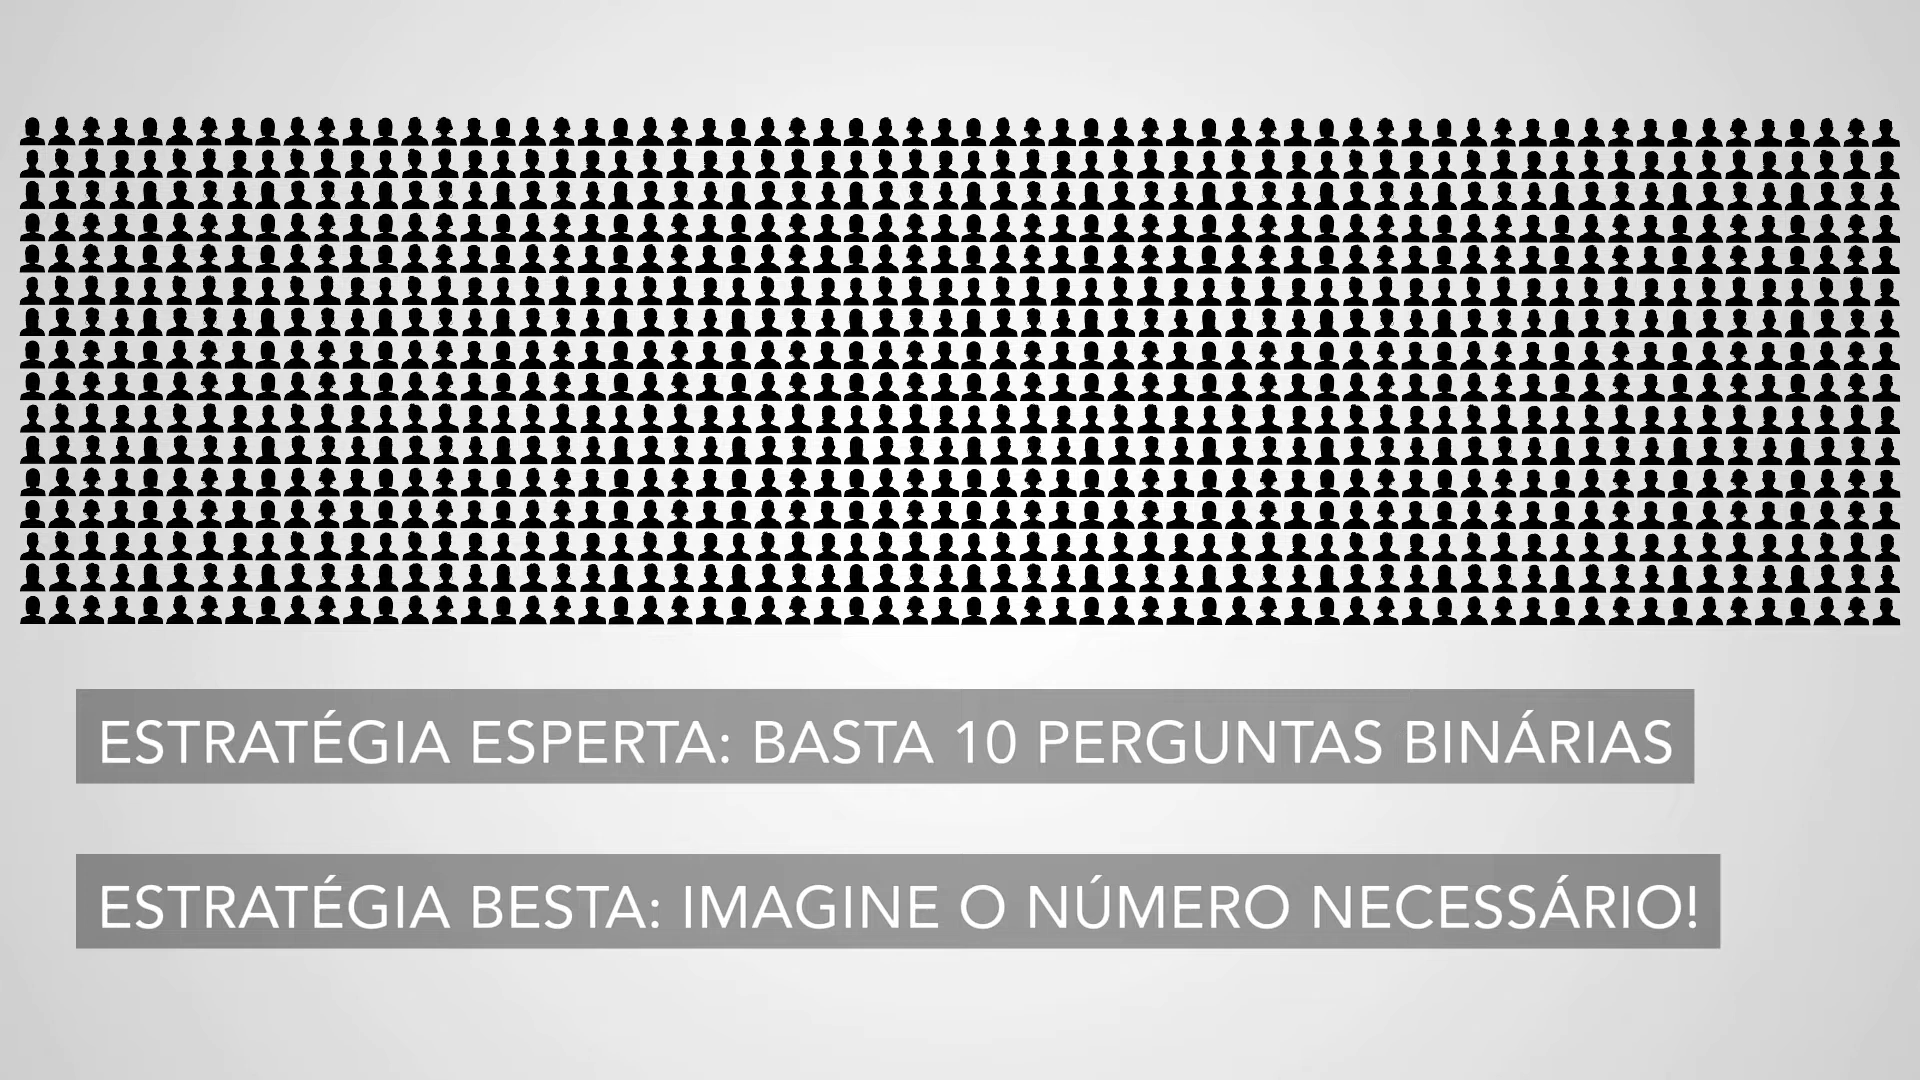 ESTRATÉGIA ESPERTA: BASTA 10 PERGUNTAS BINÁRIAS
ESTRATÉGIA BESTA: IMAGINE O NÚMERO NECESSÁRIO!